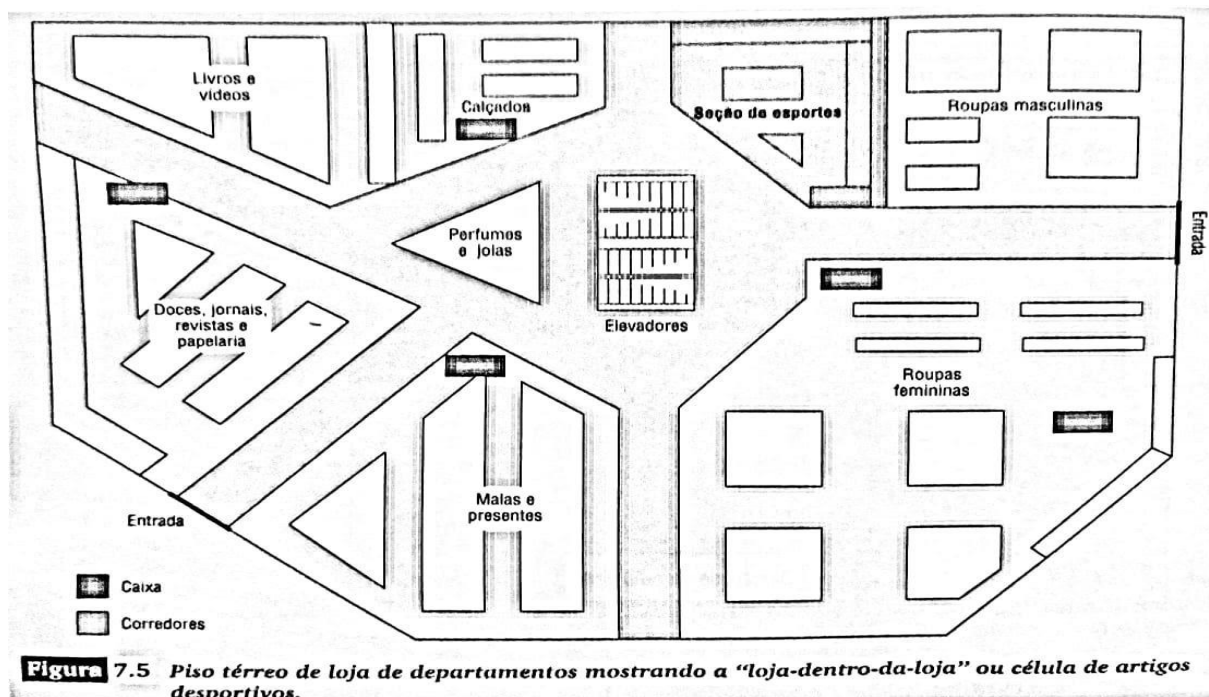 Livros e
vídeos
Calçados
Seção de esportes
Roupas masculinas
Entrada
Perfumes
e joias
Elevadores
Doces, jornais,
revistas e
papelaria
Roupas
femininas
Malas e
presentes
Entrada
Caixa
Corredores
Figura 7.5 Piso térreo de loja de departamentos mostrando a “loja-dentro-da-loja” ou célula de artigos
desportivos.